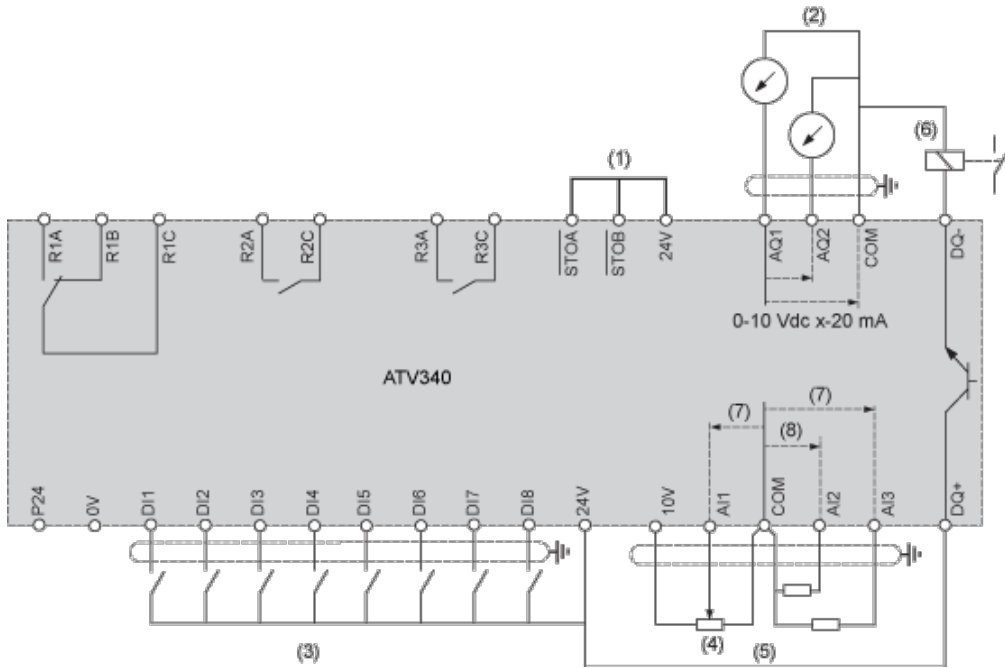 (2)
(6)
(1)
R1A
R1B
R1C
R2A
R2C
R3A
R3C
STOA
STOB
24V
AQ1
AQ2
COM
DQ-
0-10 Vdc x-20 mA
ATV340
(7)
(7)
(8)
P24
0V
DI1
DI2
DI3
DI4
DI5
DI6
DI7
DI8
24V
10V
AI1
COM
AI2
AI3
DQ+
(4)
(3)
(5)